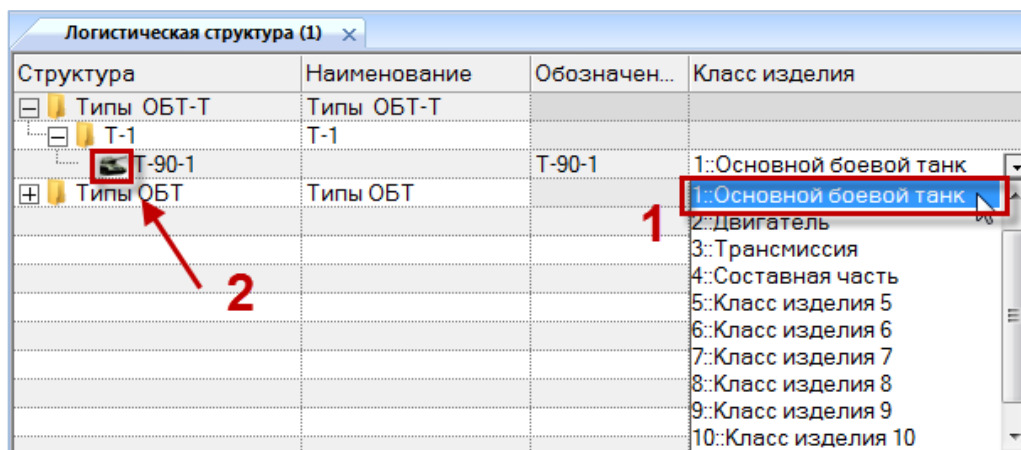 Логистическая структура (1)
Структура Наименование Обозначен... Класс изделия
Типы ОБТ-Т Типы ОБТ-Т
Т-1 Т-1
Т-90-1 Т-90-1 1::Основной боевой танк
Типы ОБТ Типы ОБТ 1::Основной боевой танк
1
2::Двигатель
3::Трансмиссия
4::Составная часть
2
5::Класс изделия 5
6::Класс изделия 6
7::Класс изделия 7
8::Класс изделия 8
9::Класс изделия 9
10::Класс изделия 10